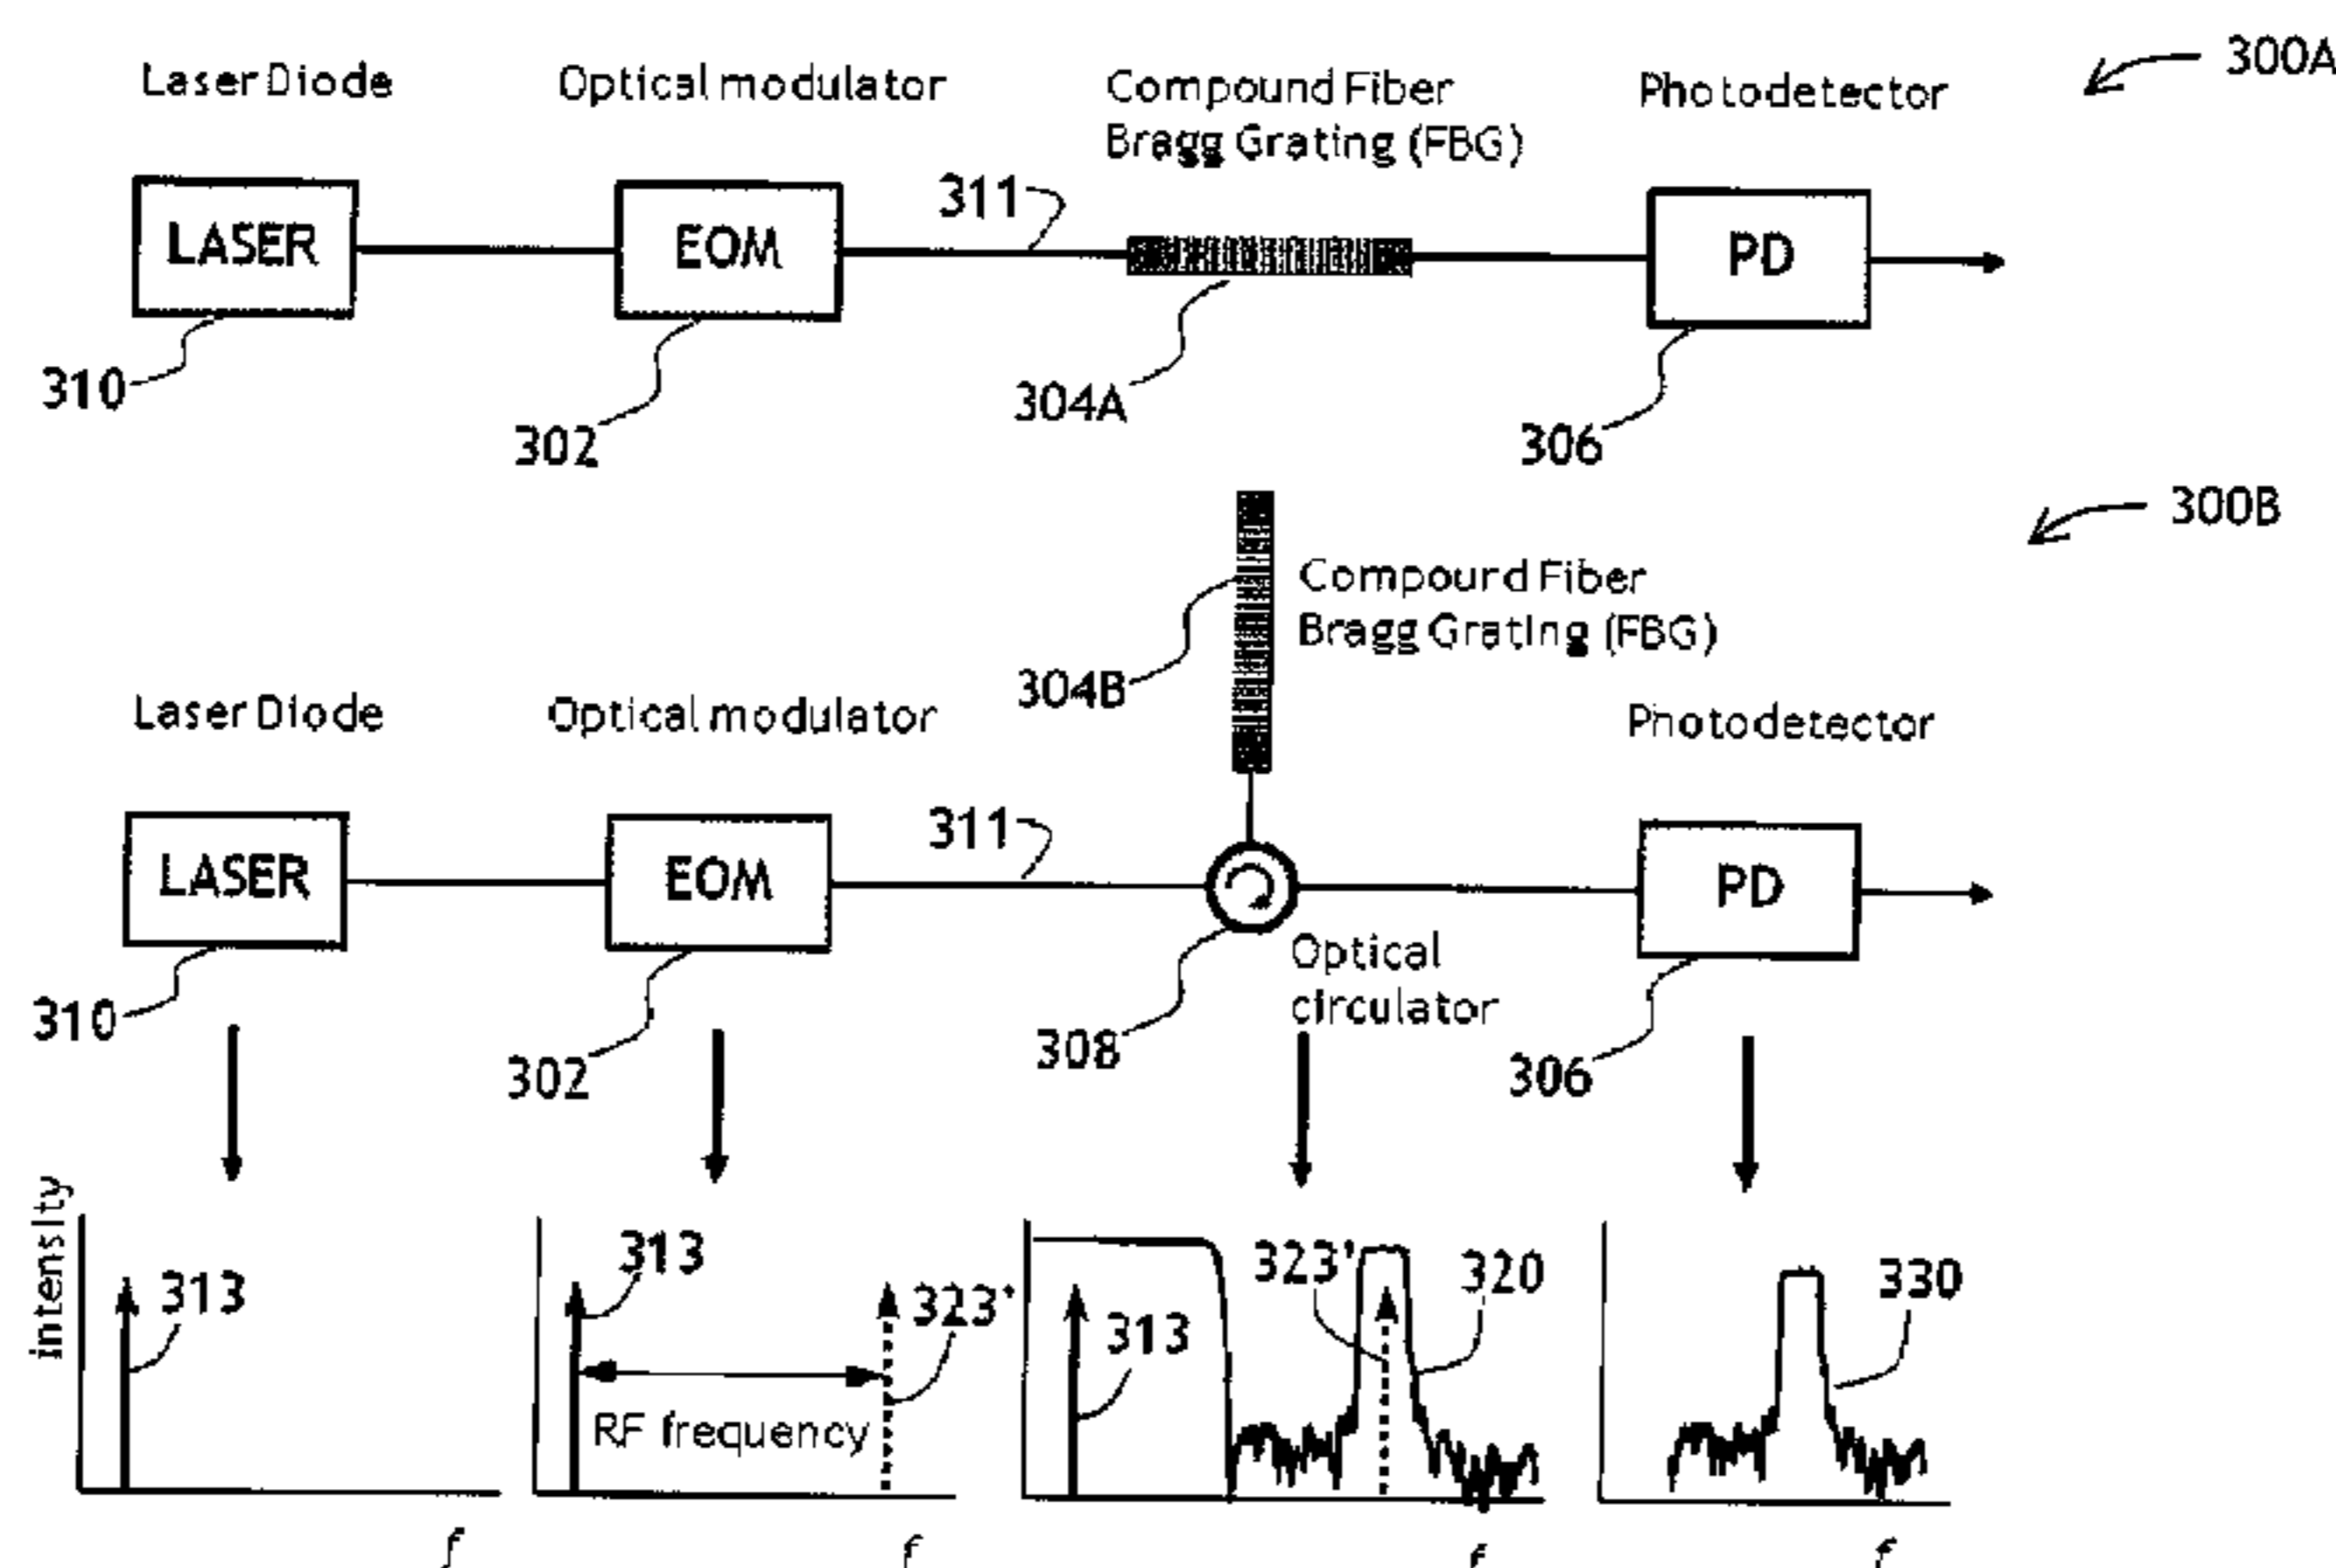 300A
Laser Diode
Optical modulator
Compound Fiber
Bragg Grating (FBG)
Photodetector
311
LASER
EOM
PD
310
302
304A
306
300B
Compourd Fiber
Bragg Grating (FBG)
304B
Laser Diode
Optical modulator
Photodetector
311
LASER
EOM
PD
Optical
circulator
310
302
308
306
intensity
313
313
323'
RF frequency
323'
320
313
330
f
f
f
f